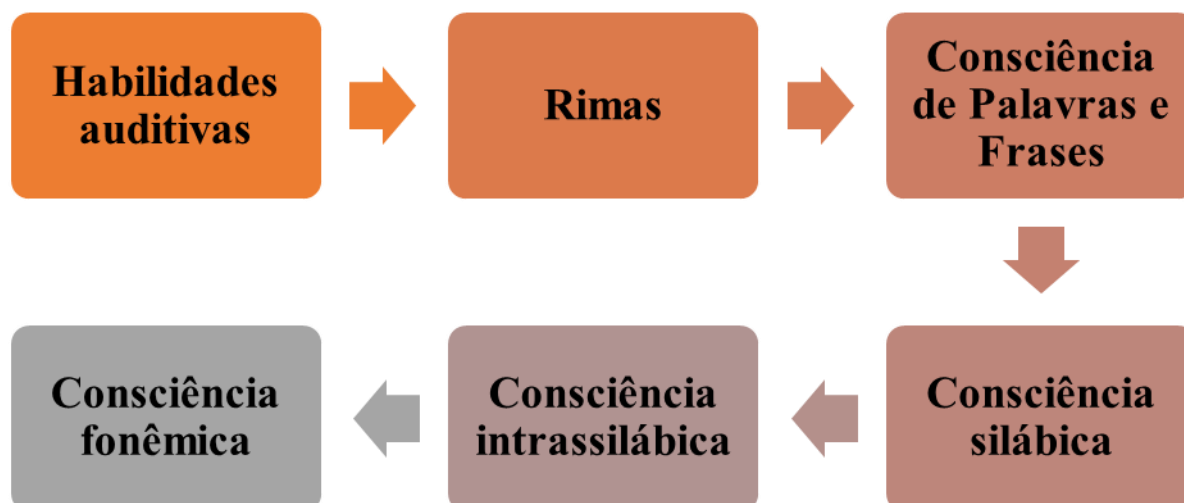 Habilidades
auditivas
Rimas
Consciência
de Palavras e
Frases
Consciência
silábica
Consciência
intrassilábica
Consciência
fonêmica